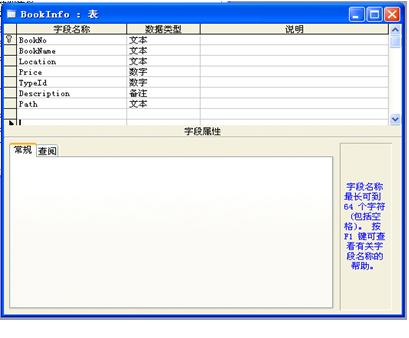 BookInfo : 表
字段名称 数据类型 说明
BookNo 文本
BookName 文本
Location 文本
Price 数字
TypeId 数字
Description 备注
Path 文本
字段属性
常规 查阅
字段名称
最长可到
64 个字符
(包括空
格)。 按
F1 键可查
看有关字
段名称的
帮助。